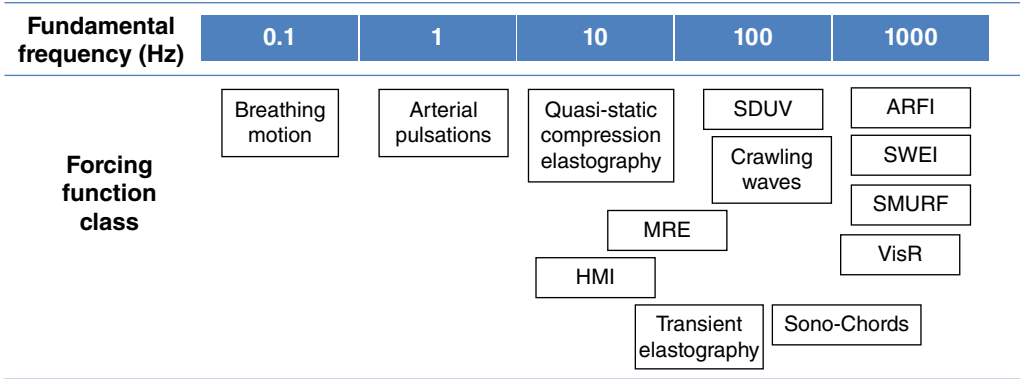 Fundamental
frequency (Hz)
0.1
1
10
100
1000
Forcing
function
class
Breathing
motion
Arterial
pulsations
Quasi-static
compression
elastography
SDUV
ARFI
Crawling
waves
SWEI
SMURF
MRE
VisR
HMI
Transient
elastography
Sono-Chords